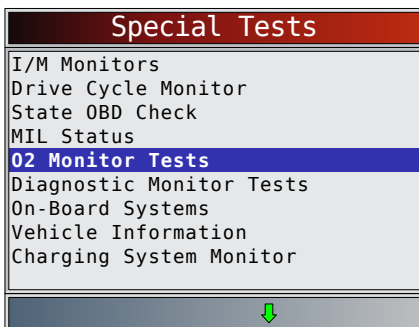 Special Tests
I/M Monitors
Drive Cycle Monitor
State OBD Check
MIL Status
O2 Monitor Tests
Diagnostic Monitor Tests
On-Board Systems
Vehicle Information
Charging System Monitor